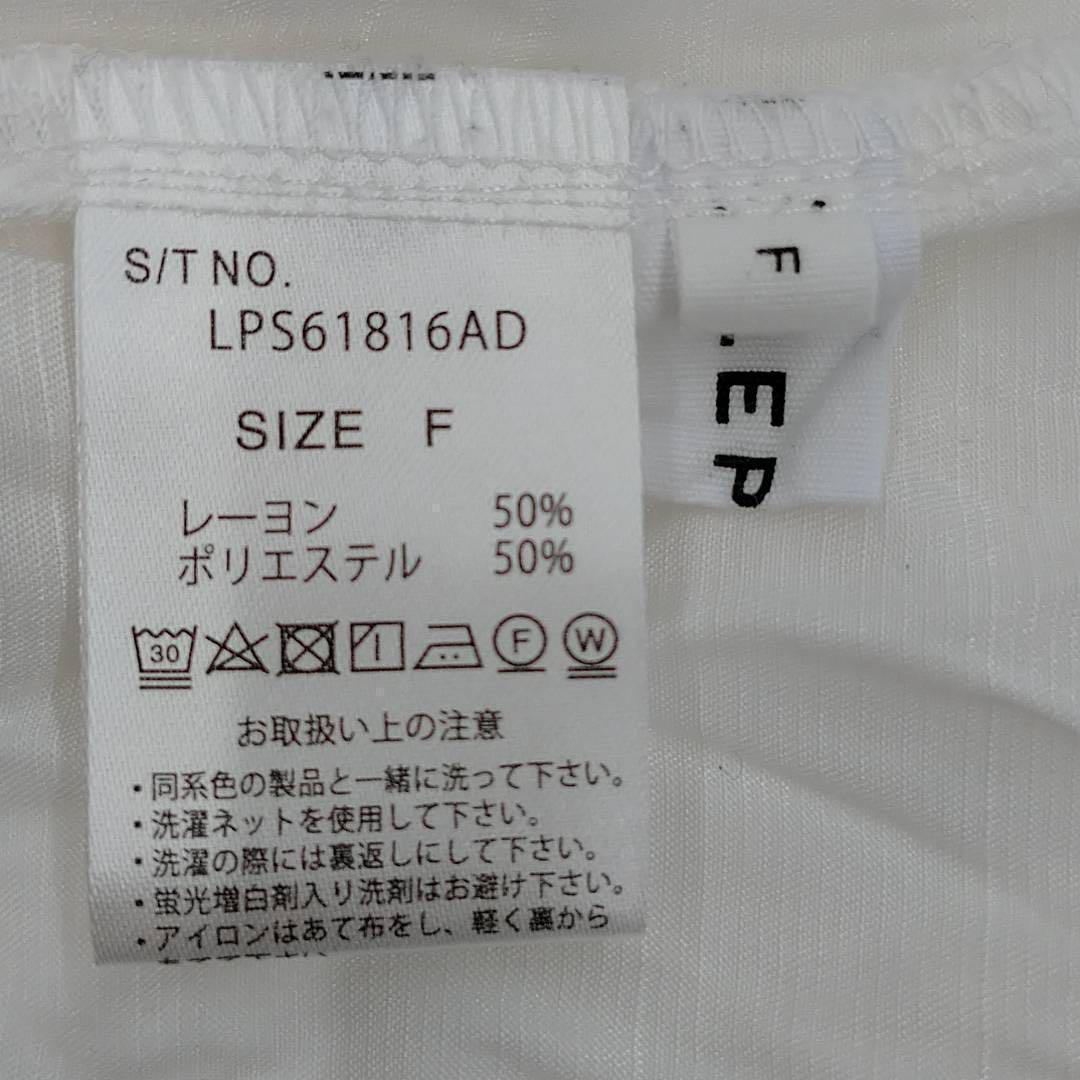 S/T NO.
LPS61816AD
SIZE F
レーヨン 50%
ポリエステル 50%
30
F
W
お取扱い上の注意
・同系色の製品と一緒に洗って下さい。
・洗濯ネットを使用して下さい。
・洗濯の際には裏返しにして下さい。
・蛍光増白剤入り洗剤はお避け下さい。
・アイロンはあて布をし、軽く裏から
F
.EP